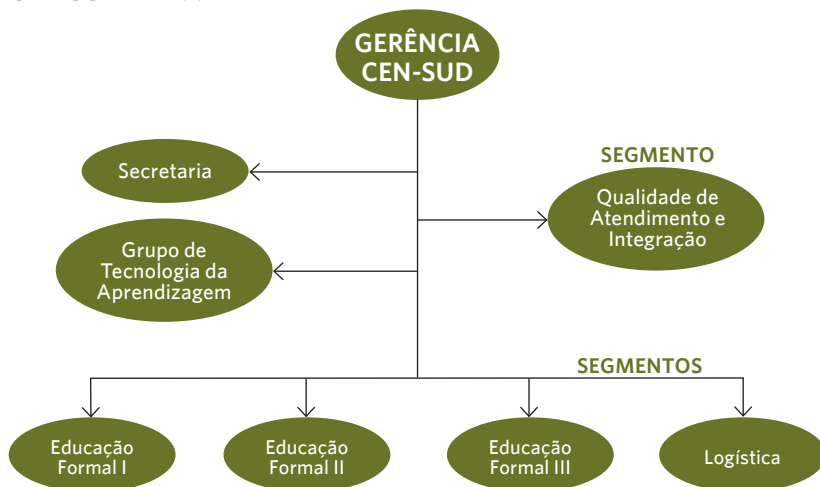 GERÊNCIA
CEN-SUD
Secretaria
SEGMENTO
Qualidade de
Atendimento e
Integração
Grupo de
Tecnologia da
Aprendizagem
SEGMENTOS
Educação
Formal I
Educação
Formal II
Educação
Formal III
Logística